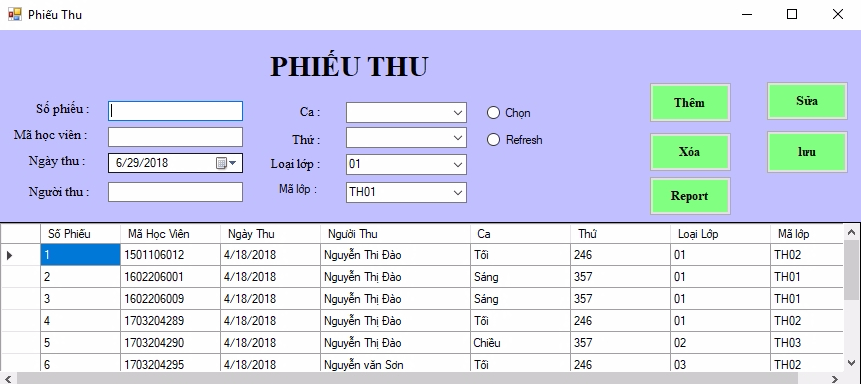 Phiếu Thu
PHIẾU THU
Số phiếu :
Mã học viên :
Ngày thu : 6/29/2018
Người thu :
Ca :
Thứ :
Loại lớp : 01
Mã lớp : TH01
Chọn
Refresh
Thêm
Sửa
Xóa
lưu
Report
Số Phiếu Mã Học Viên Ngày Thu Người Thu Ca Thứ Loại Lớp Mã lớp
1 1501106012 4/18/2018 Nguyễn Thị Đào Tối 246 01 TH02
2 1602206001 4/18/2018 Nguyễn Thị Đào Sáng 357 01 TH01
3 1602206009 4/18/2018 Nguyễn Thị Đào Sáng 357 01 TH01
4 1703204289 4/18/2018 Nguyễn Thị Đào Tối 246 01 TH02
5 1703204290 4/18/2018 Nguyễn Thị Đào Chiều 357 02 TH03
6 1703204295 4/18/2018 Nguyễn văn Sơn Tối 246 03 TH02